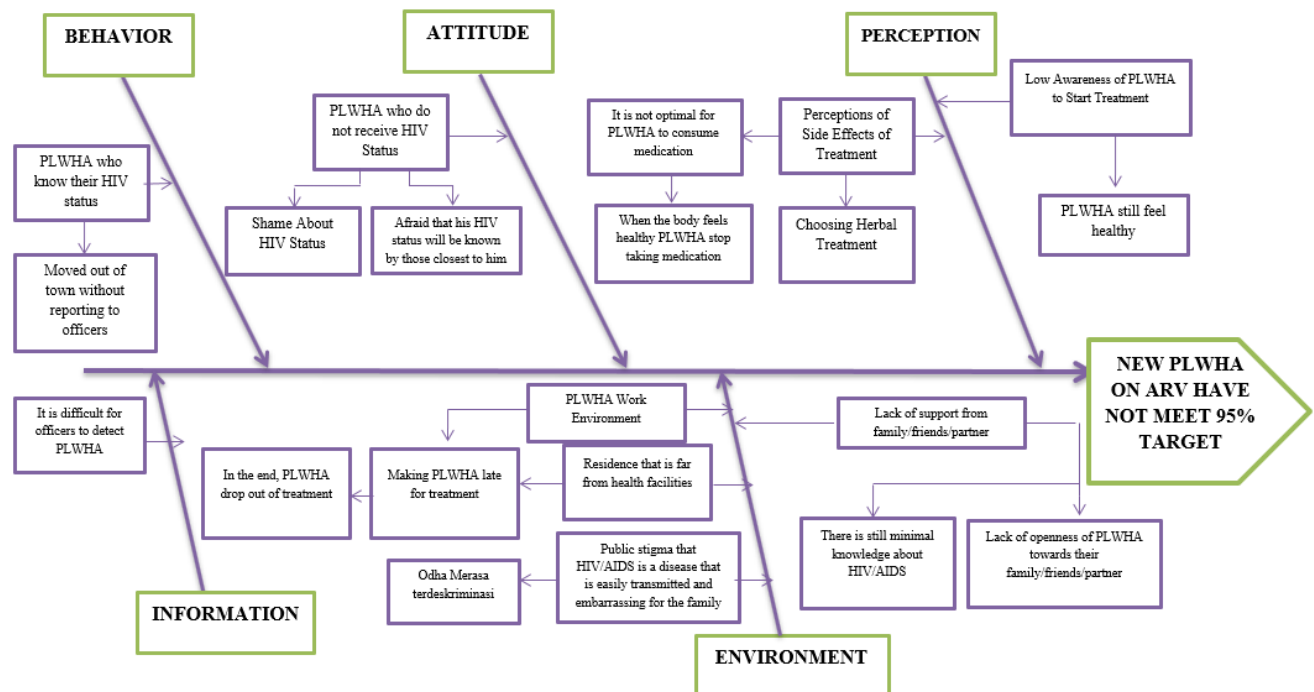 BEHAVIOR
ATTITUDE
PERCEPTION
PLWHA who
know their HIV
status
Moved out of
town without
reporting to
officers
PLWHA who do
not receive HIV
Status
Shame About
HIV Status
Afraid that his HIV
status will be known
by those closest to him
It is not optimal for
PLWHA to consume
medication
When the body feels
healthy PLWHA stop
taking medication
Perceptions of
Side Effects of
Treatment
Choosing Herbal
Treatment
Low Awareness of PLWHA
to Start Treatment
PLWHA still feel
healthy
NEW PLWHA
ON ARV HAVE
NOT MEET 95%
TARGET
It is difficult for
officers to detect
PLWHA
INFORMATION
PLWHA Work
Environment
In the end, PLWHA
drop out of treatment
Making PLWHA late
for treatment
Residence that is far
from health facilities
Odha Merasa
terdeskriminasi
Public stigma that
HIV/AIDS is a disease that
is easily transmitted and
embarrassing for the family
Lack of support from
family/friends/partner
There is still minimal
knowledge about
HIV/AIDS
Lack of openness of PLWHA
towards their
family/friends/partner
ENVIRONMENT